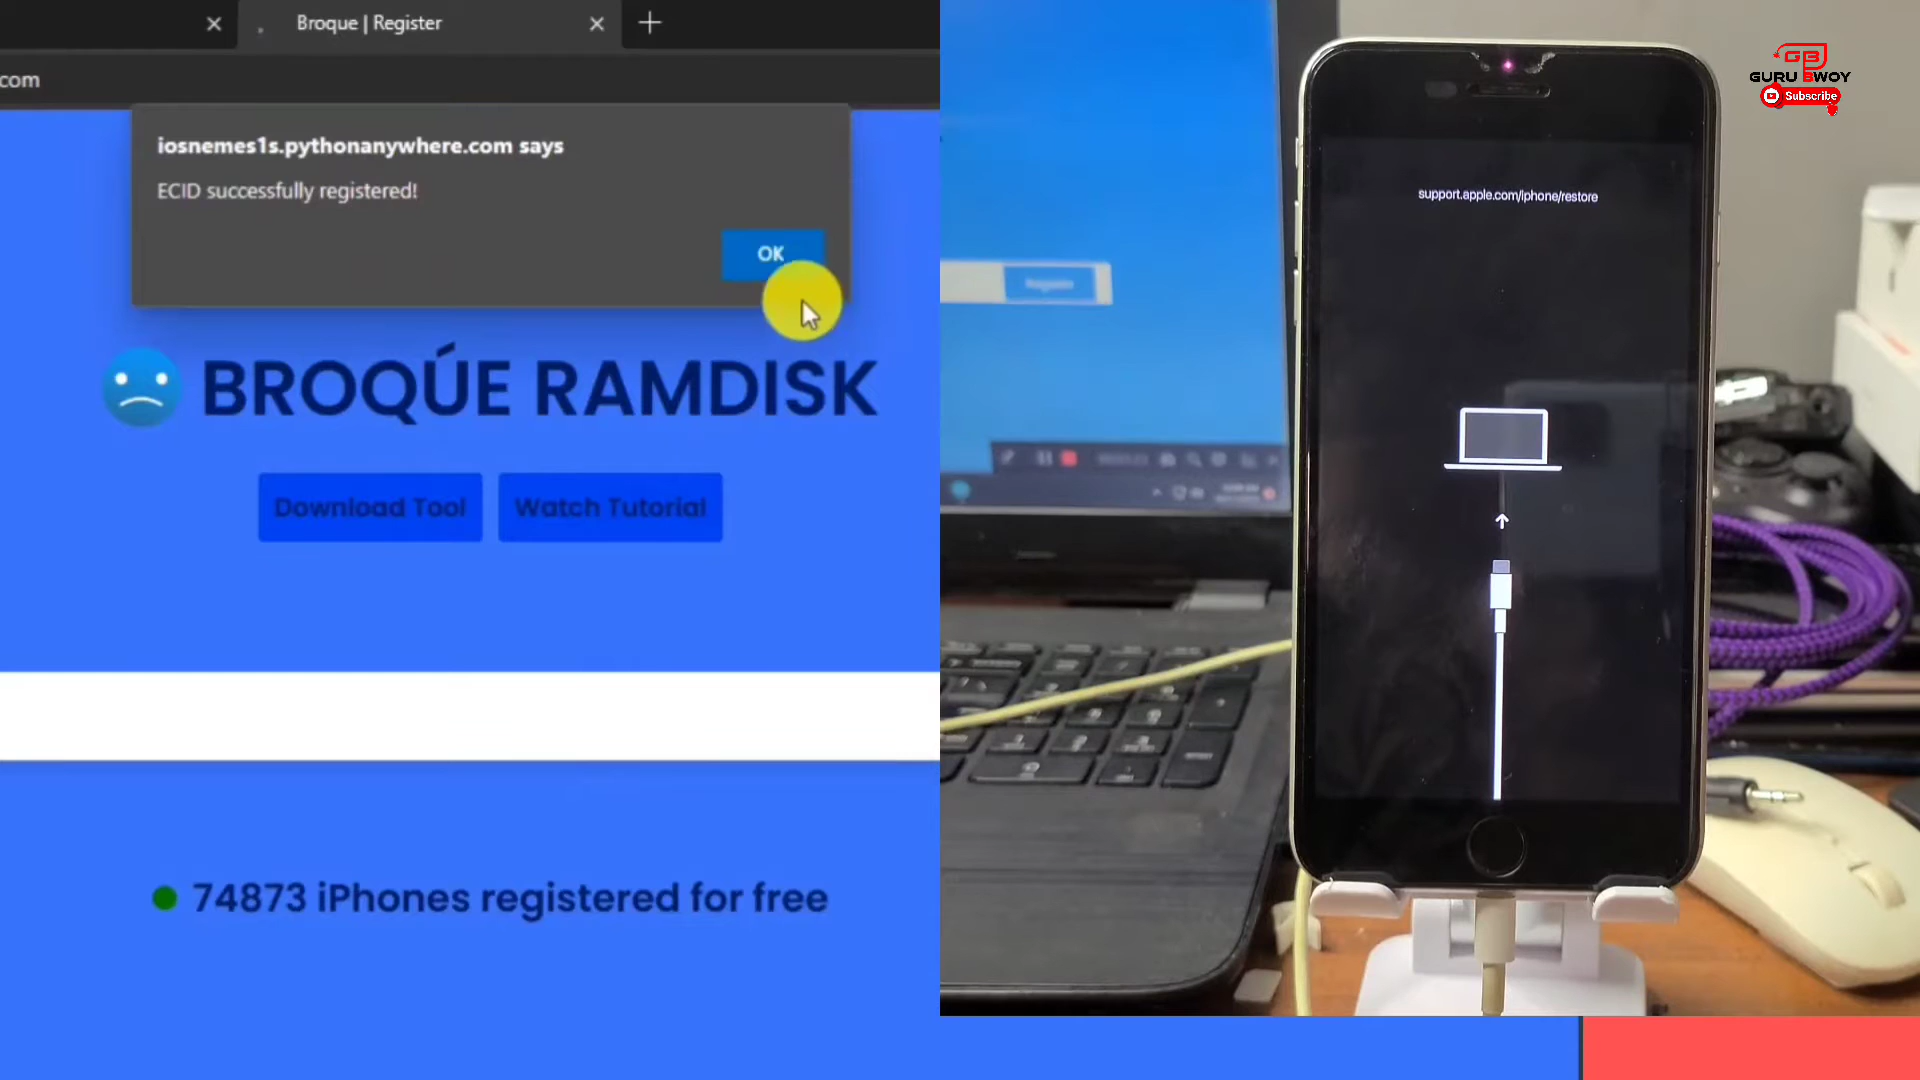 Broque | Register
com
iosnemes1s.pythonanywhere.com says
ECID successfully registered!
OK
BROQÚE RAMDISK
Download Tool
Watch Tutorial
74873 iPhones registered for free
support.apple.com/iphone/restore
GB
GURU BWOY
Subscribe